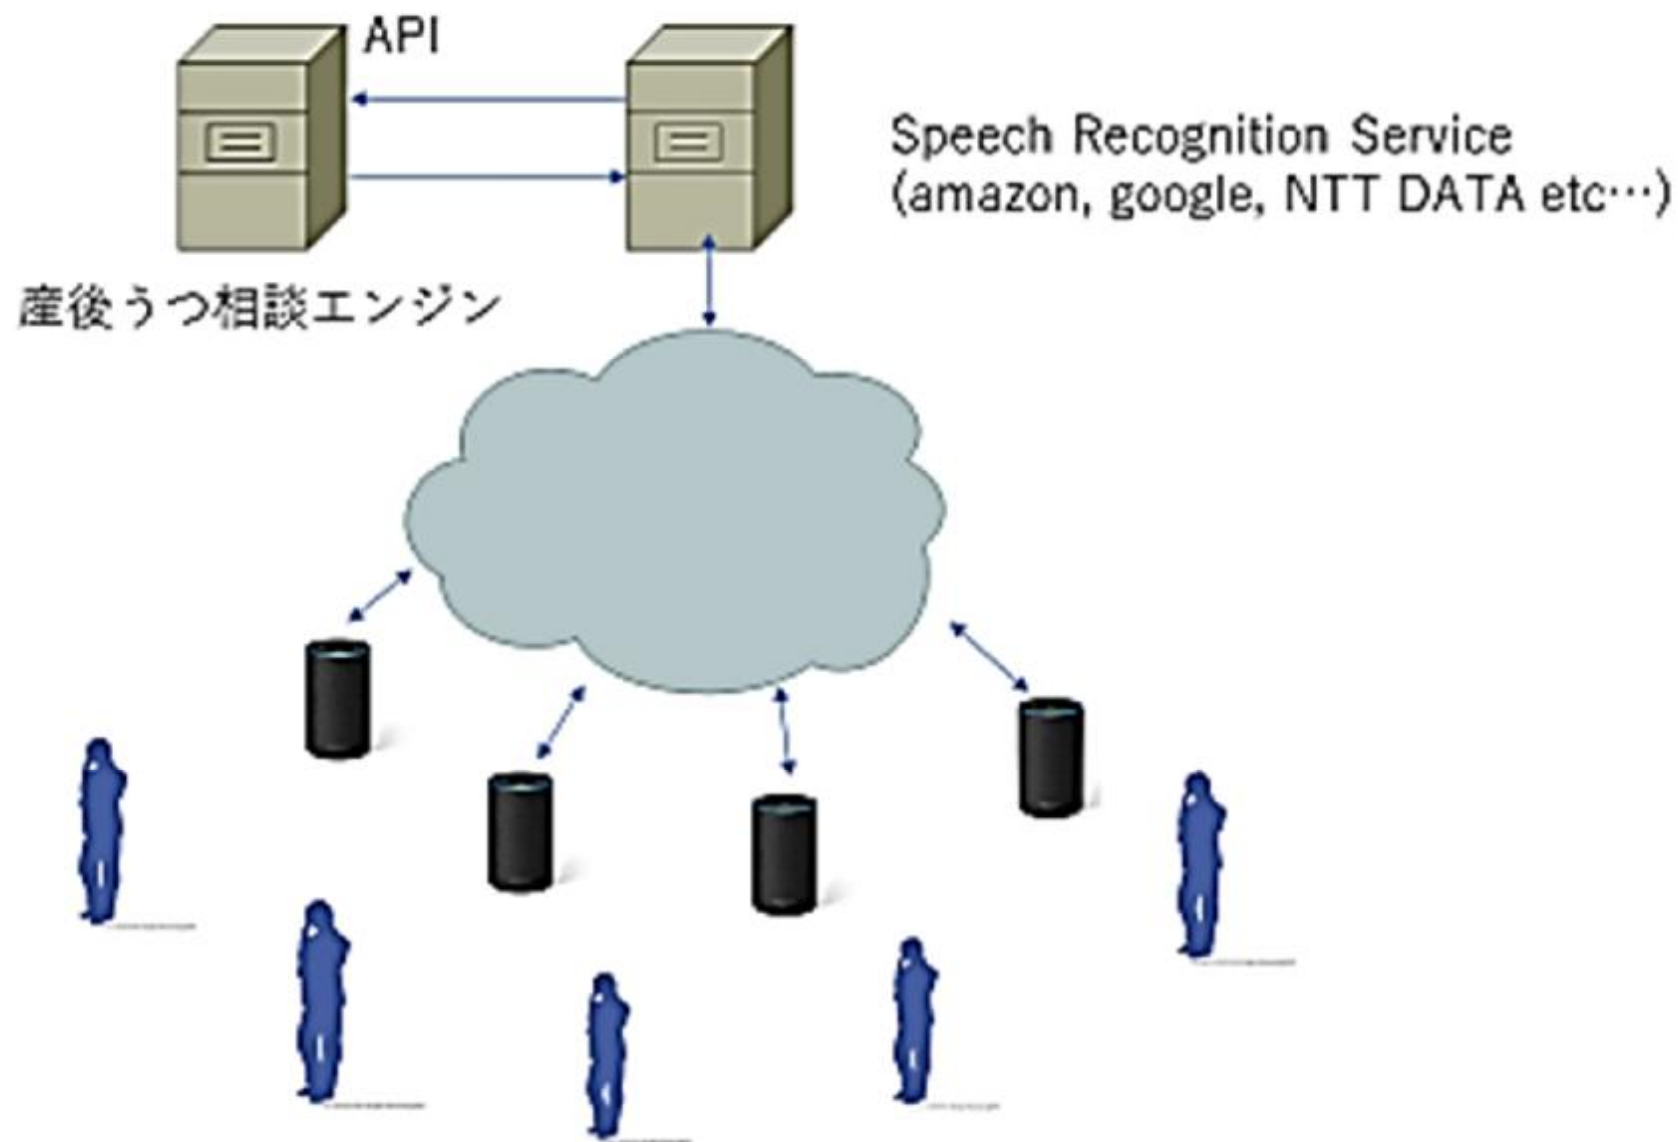 API
Speech Recognition Service
(amazon, google, NTT DATA etc…)
産後うつ相談エンジン